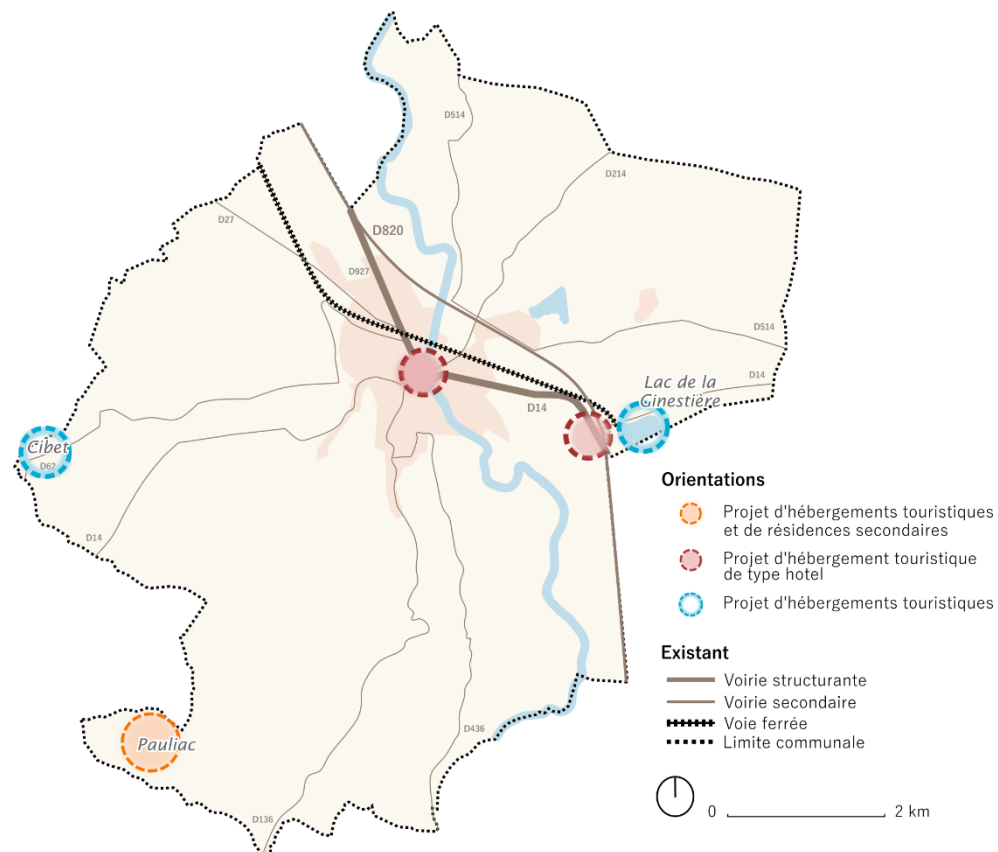 D514
D214
D27
D820
D927
D514
D14
Lac de la
Ginestière
D14
Cibet
D62
D14
Pauliac
D436
D136
Orientations
Projet d'hébergements touristiques
et de résidences secondaires
Projet d'hébergement touristique
de type hotel
Projet d'hébergements touristiques
Existant
Voirie structurante
Voirie secondaire
Voie ferrée
Limite communale
0 2 km